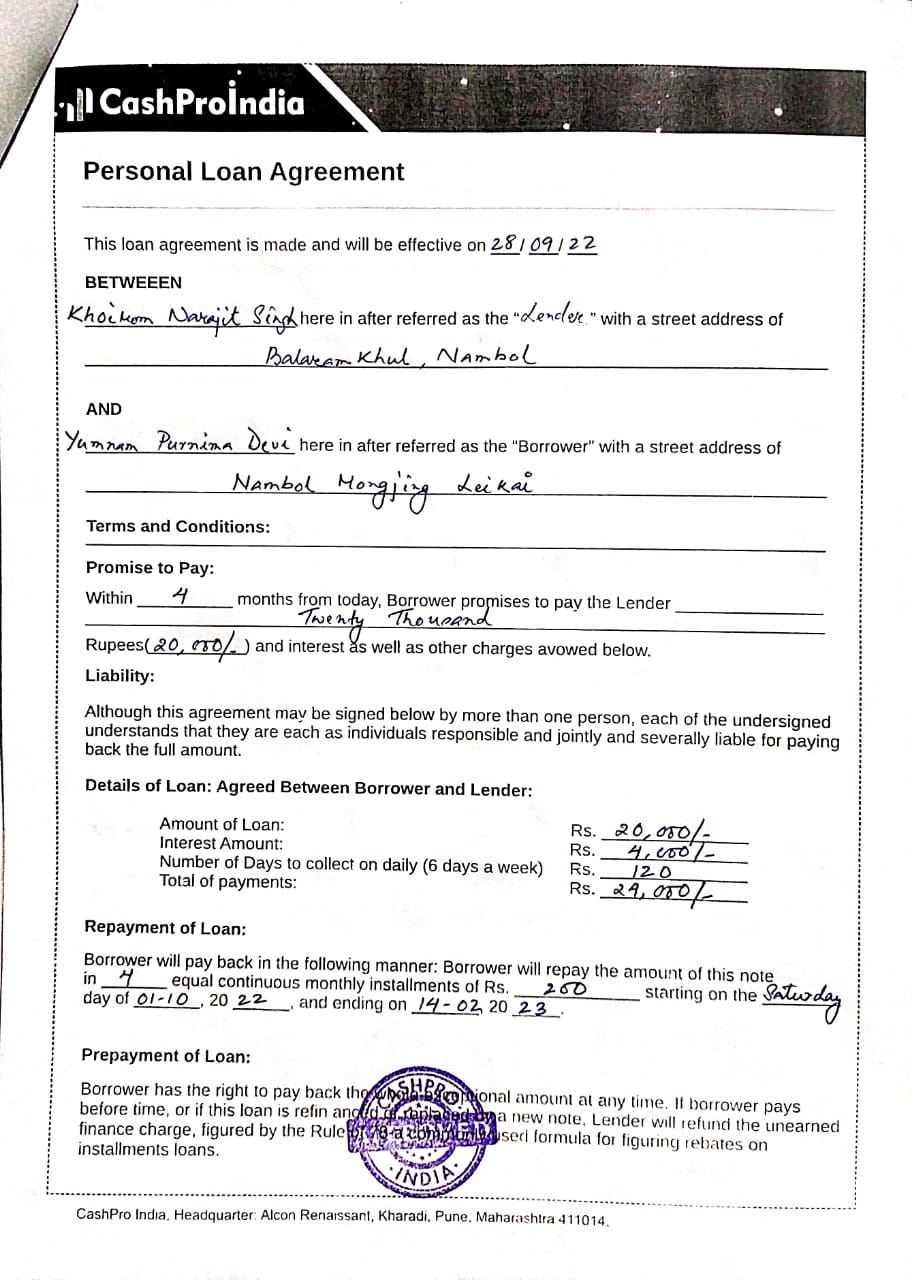 CashProIndia
Personal Loan Agreement
This loan agreement is made and will be effective on 28/09/22
BETWEEEN
Khoirom Narajit Singh here in after referred as the “Lender” with a street address of
Balaram Khul, Nambol
AND
Yumnam Purnima Devi here in after referred as the “Borrower” with a street address of
Nambol Mongjing Leikai
Terms and Conditions:
Promise to Pay:
Within 4 months from today, Borrower promises to pay the Lender
Twenty Thousand
Rupees(20,000/-) and interest as well as other charges avowed below.
Liability:
Although this agreement may be signed below by more than one person, each of the undersigned
understands that they are each as individuals responsible and jointly and severally liable for paying
back the full amount.
Details of Loan: Agreed Between Borrower and Lender:
Amount of Loan: Rs. 20,000/-
Interest Amount: Rs. 4,000/-
Number of Days to collect on daily (6 days a week) Rs. 120
Total of payments: Rs. 24,000/-
Repayment of Loan:
Borrower will pay back in the following manner: Borrower will repay the amount of this note
in 4 equal continuous monthly installments of Rs. 200 starting on the Saturday
day of 01-10, 20 22, and ending on 14-02, 20 23.
Prepayment of Loan:
Borrower has the right to pay back the whole exceptional amount at any time. If borrower pays
before time, or if this loan is refin anced or replaced by a new note, Lender will refund the unearned
finance charge, figured by the Rule of 78-a commonly used formula for figuring rebates on
installments loans.
CASHPRO
INDIA
CashPro India, Headquarter: Alcon Renaissant, Kharadi, Pune, Maharashtra 411014.